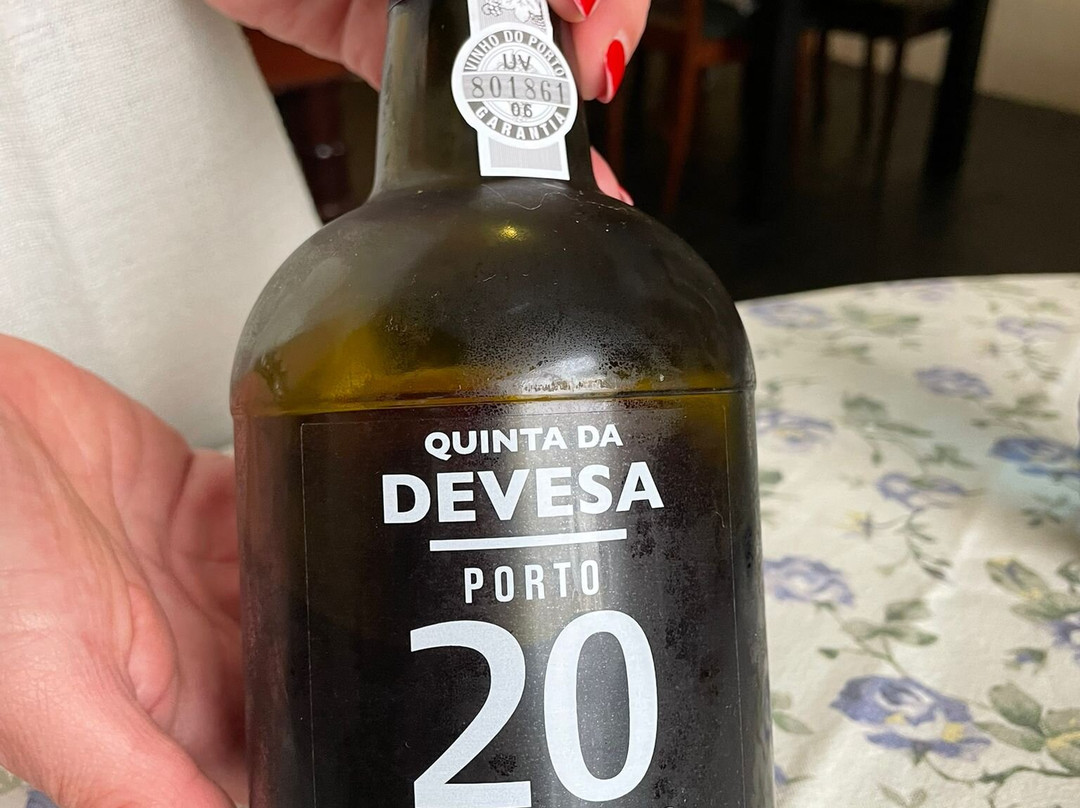 VINHO DO PORTO
UV
801861
06
GARANTIA
QUINTA DA
DEVESA
PORTO
20